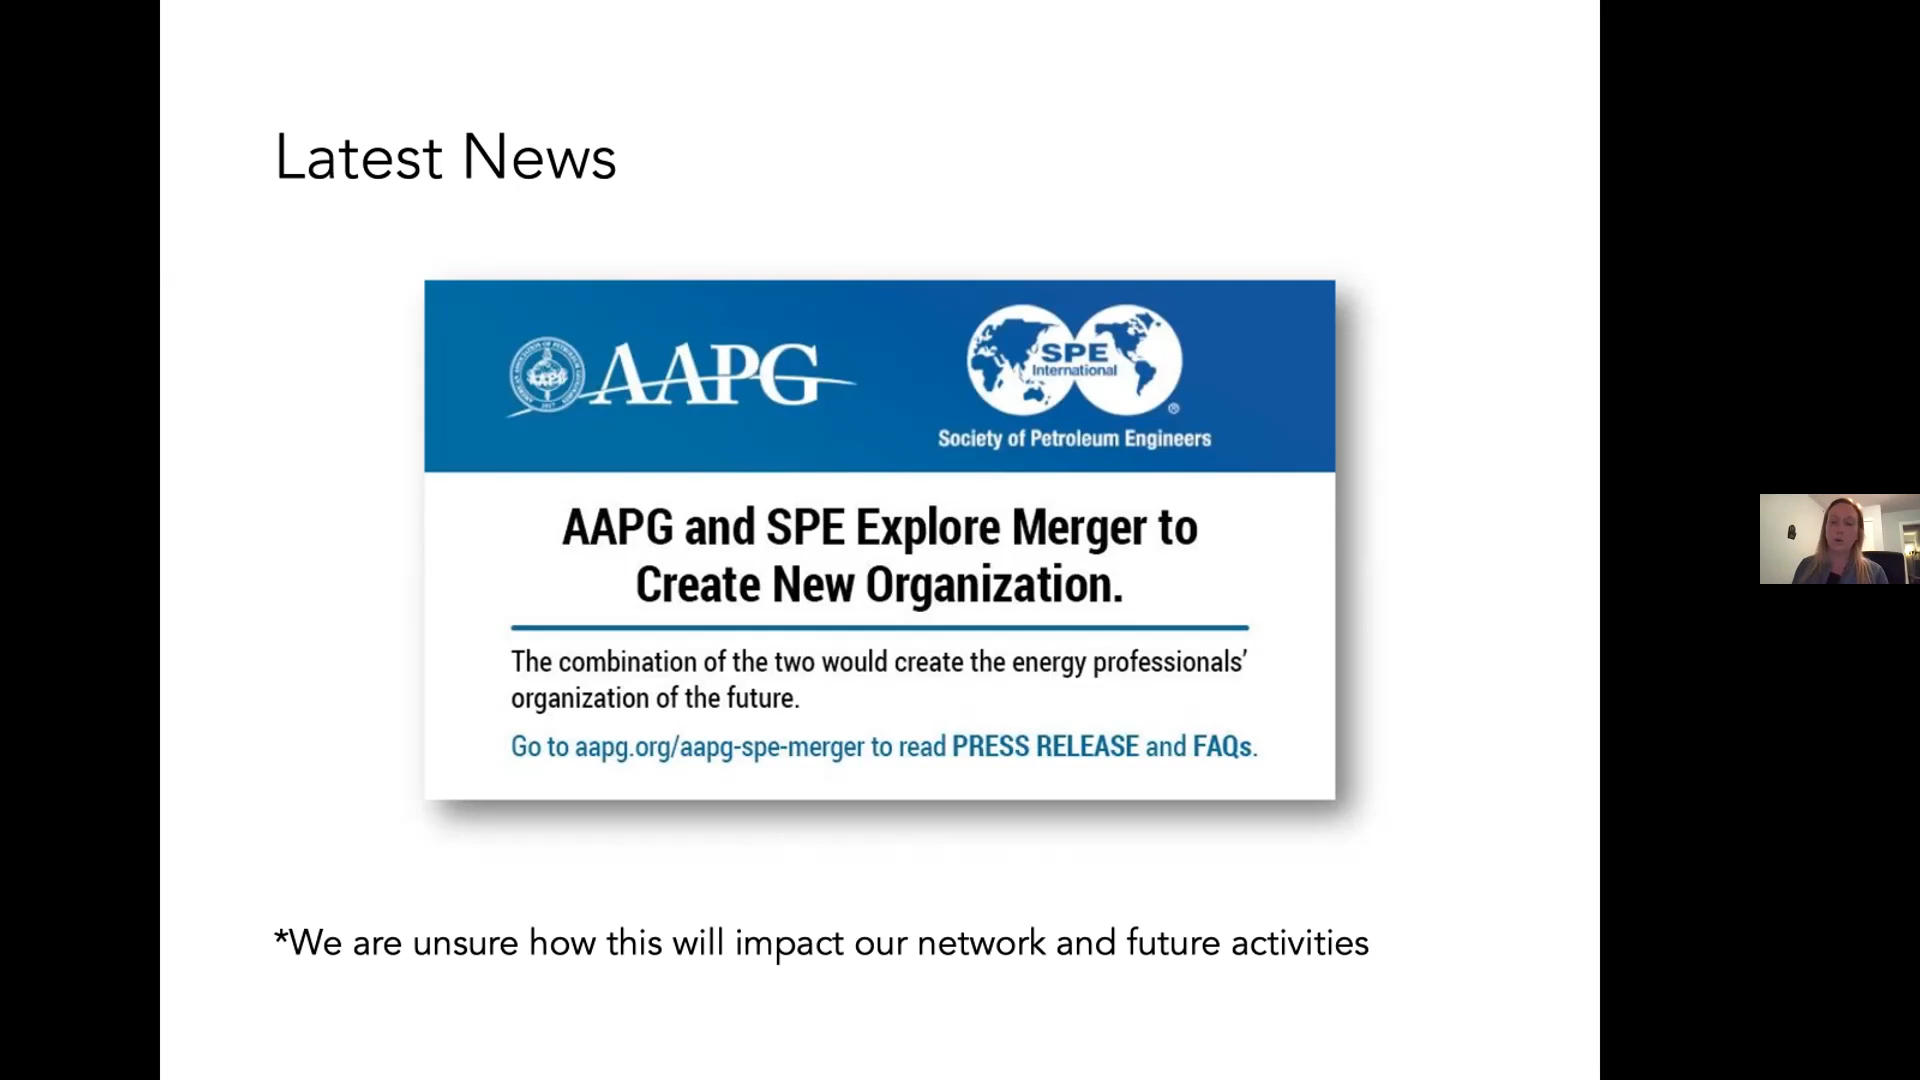 Latest News
AAPG
SPE
International
®
Society of Petroleum Engineers
AAPG and SPE Explore Merger to
Create New Organization.
The combination of the two would create the energy professionals’
organization of the future.
Go to aapg.org/aapg-spe-merger to read PRESS RELEASE and FAQs.
*We are unsure how this will impact our network and future activities